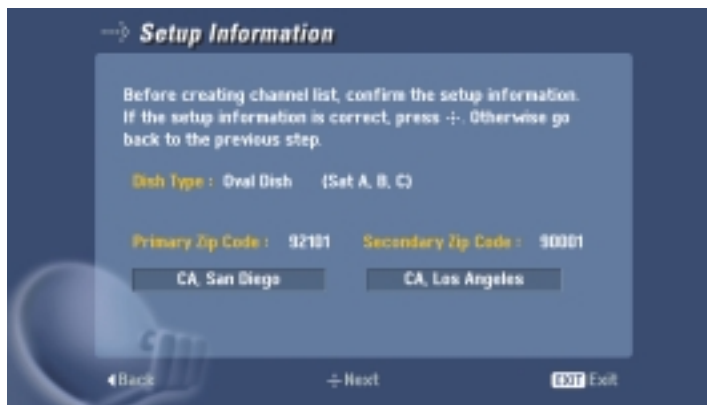 Setup Information
Before creating channel list, confirm the setup information.
If the setup information is correct, press ⊹. Otherwise go
back to the previous step.
Dish Type : Oval Dish (Sat A, B, C)
Primary Zip Code : 92101 Secondary Zip Code : 90001
CA, San Diego CA, Los Angeles
Back ⊹Next EXIT Exit